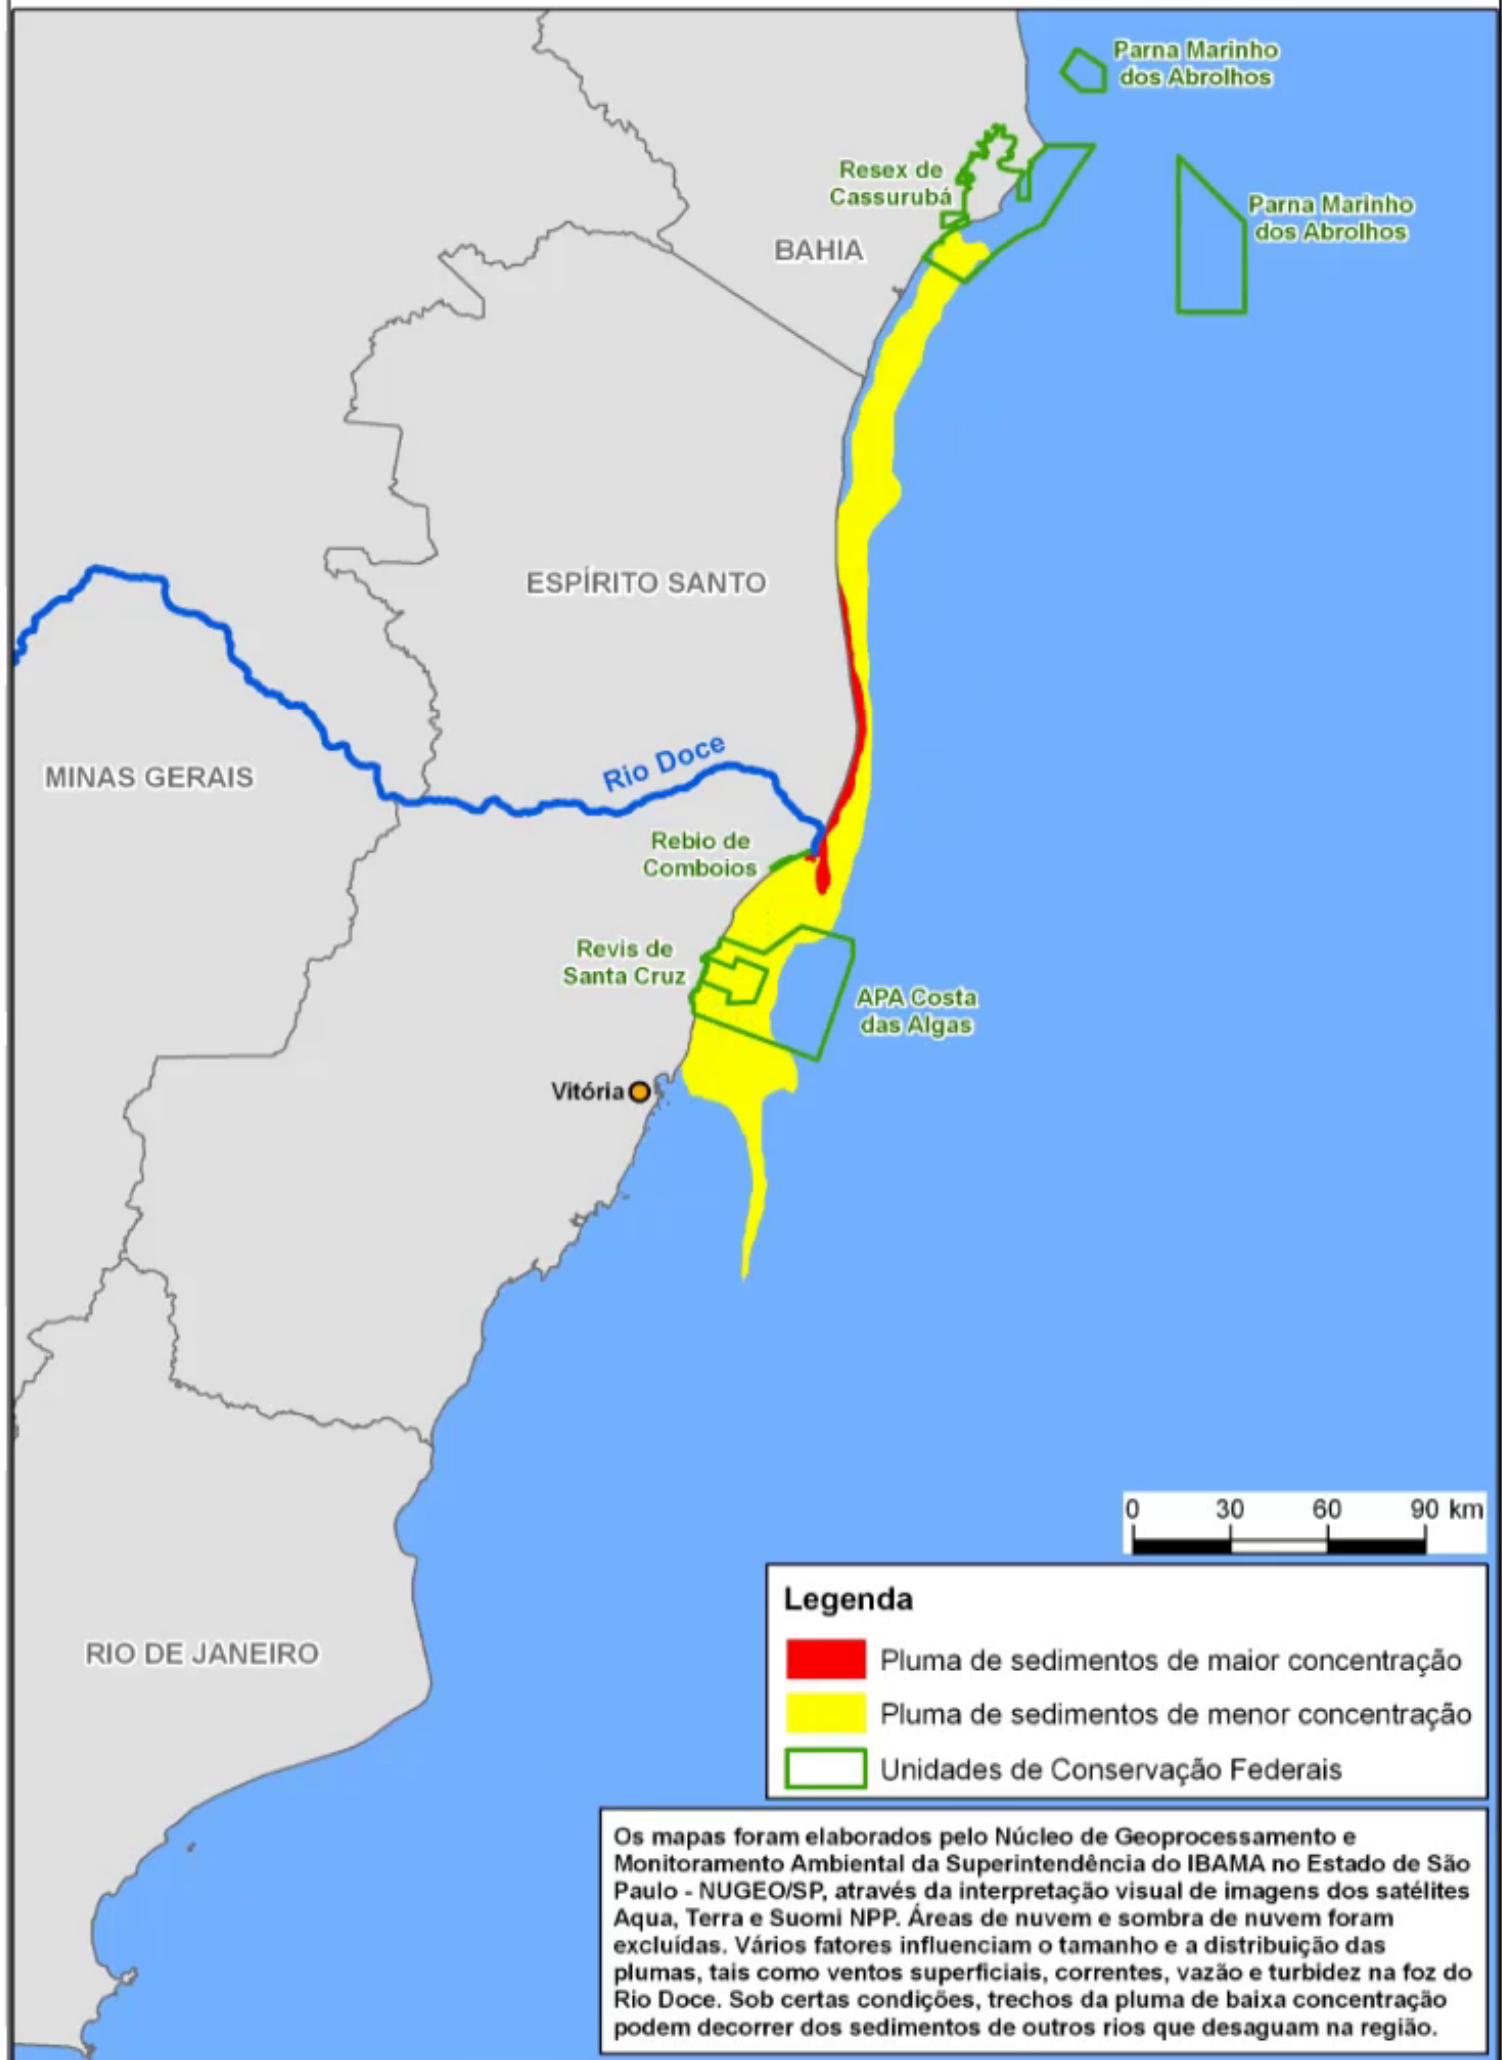 Parna Marinho
dos Abrolhos
Resex de
Cassurubá
Parna Marinho
dos Abrolhos
BAHIA
ESPÍRITO SANTO
Rio Doce
MINAS GERAIS
Rebio de
Comboios
Revis de
Santa Cruz
APA Costa
das Algas
Vitória
0 30 60 90 km
RIO DE JANEIRO
Legenda
Pluma de sedimentos de maior concentração
Pluma de sedimentos de menor concentração
Unidades de Conservação Federais
Os mapas foram elaborados pelo Núcleo de Geoprocessamento e
Monitoramento Ambiental da Superintendência do IBAMA no Estado de São
Paulo - NUGEO/SP, através da interpretação visual de imagens dos satélites
Aqua, Terra e Suomi NPP. Áreas de nuvem e sombra de nuvem foram
excluídas. Vários fatores influenciam o tamanho e a distribuição das
plumas, tais como ventos superficiais, correntes, vazão e turbidez na foz do
Rio Doce. Sob certas condições, trechos da pluma de baixa concentração
podem decorrer dos sedimentos de outros rios que desaguam na região.